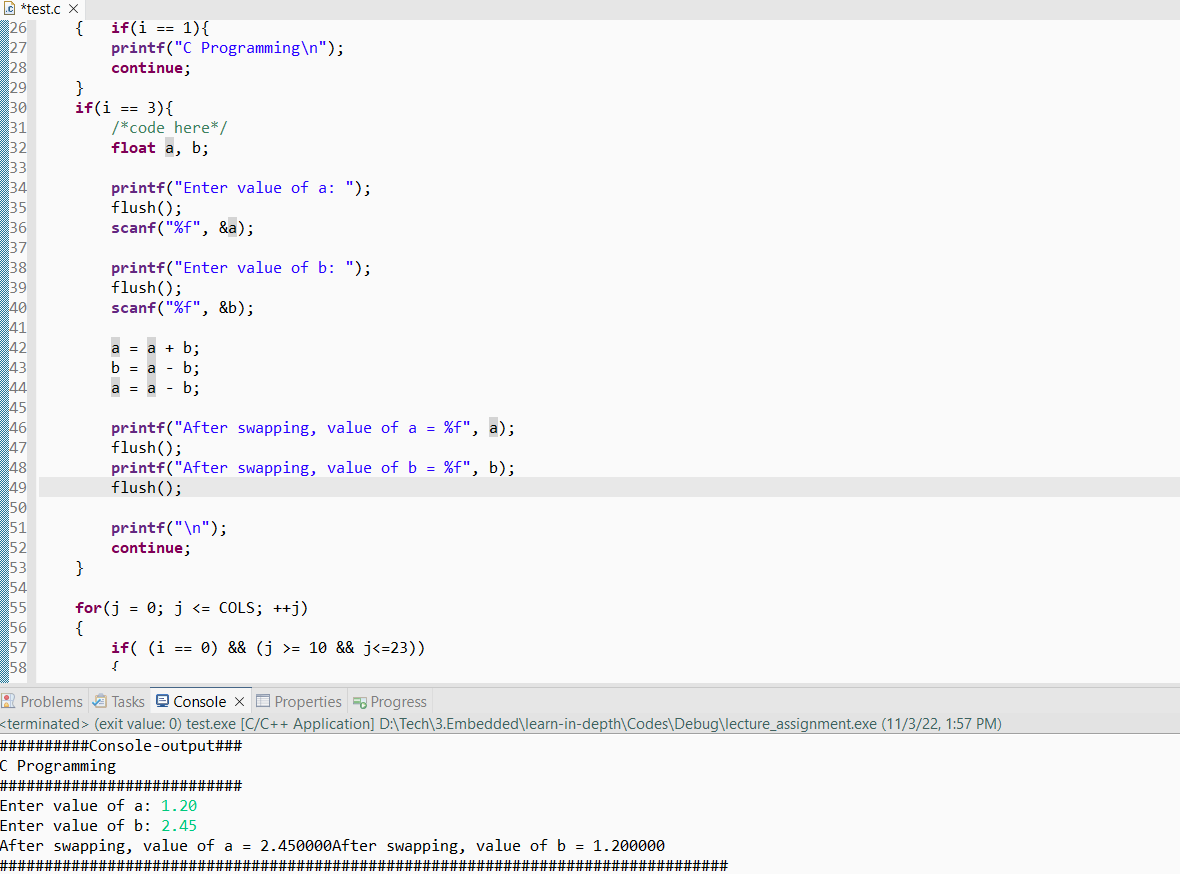 *test.c
26 { if(i == 1){
27 printf("C Programming\n");
28 continue;
29 }
30 if(i == 3){
31 /*code here*/
32 float a, b;
33
34 printf("Enter value of a: ");
35 flush();
36 scanf("%f", &a);
37
38 printf("Enter value of b: ");
39 flush();
40 scanf("%f", &b);
41
42 a = a + b;
43 b = a - b;
44 a = a - b;
45
46 printf("After swapping, value of a = %f", a);
47 flush();
48 printf("After swapping, value of b = %f", b);
49 flush();
50
51 printf("\n");
52 continue;
53 }
54
55 for(j = 0; j <= COLS; ++j)
56 {
57 if( (i == 0) && (j >= 10 && j<=23))
58 {
Problems Tasks Console Properties Progress
<terminated> (exit value: 0) test.exe [C/C++ Application] D:\Tech\3.Embedded\learn-in-depth\Codes\Debug\lecture_assignment.exe (11/3/22, 1:57 PM)
##########Console-output###
C Programming
###########################
Enter value of a: 1.20
Enter value of b: 2.45
After swapping, value of a = 2.450000After swapping, value of b = 1.200000
#################################################################################